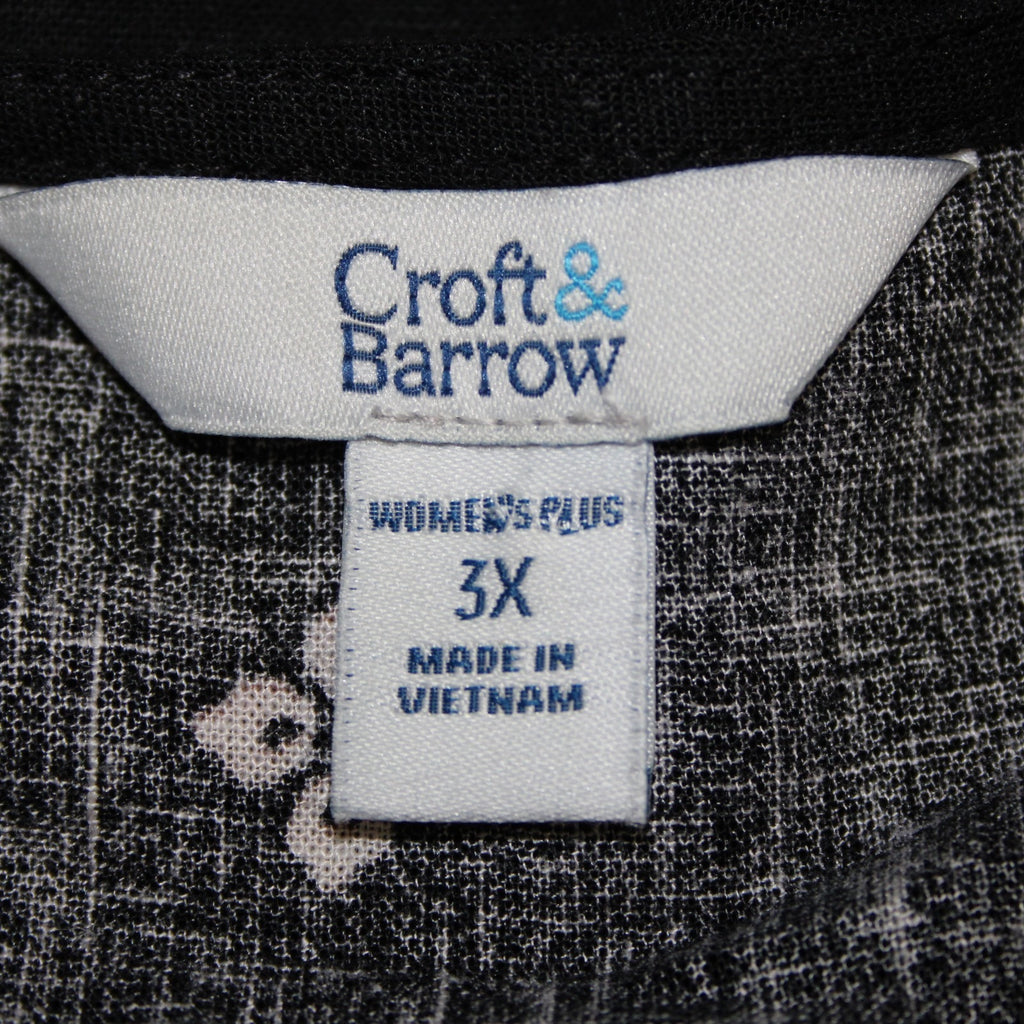 Croft&
Barrow
WOMEN'S PLUS
3X
MADE IN
VIETNAM